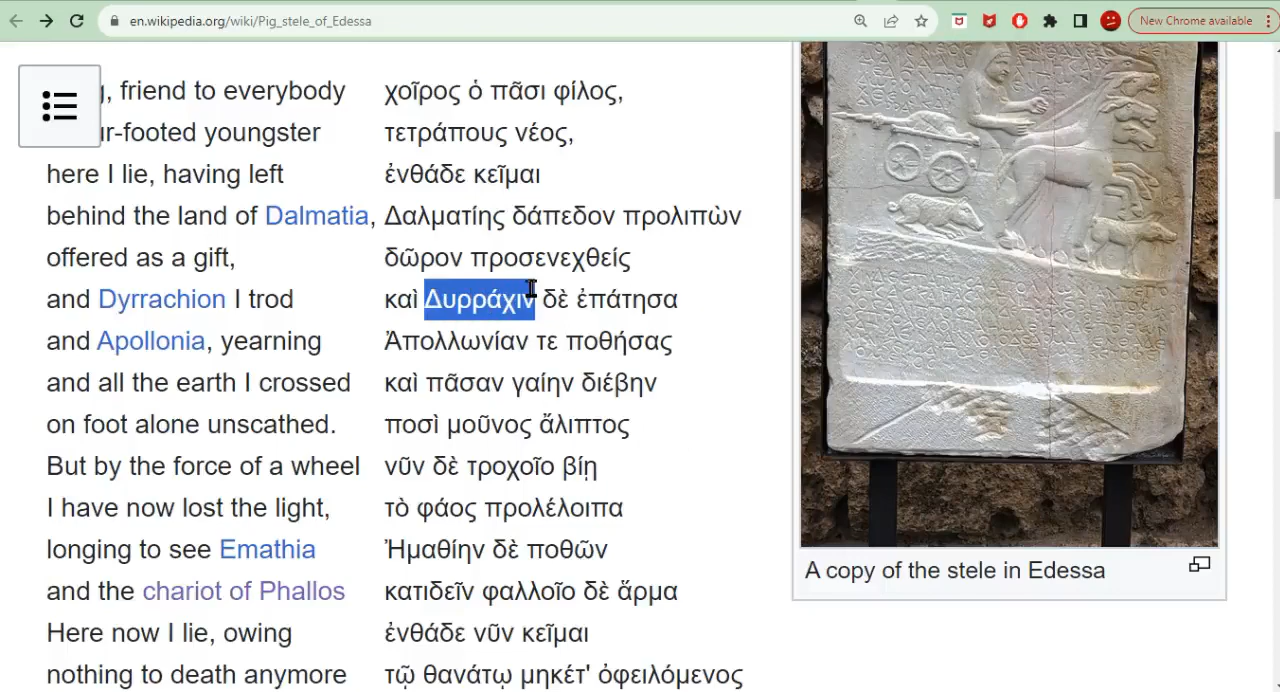 en.wikipedia.org/wiki/Pig_stele_of_Edessa
New Chrome available
g, friend to everybody χοῖρος ὁ πᾶσι φίλος,
ur-footed youngster τετράπους νέος,
here I lie, having left ἐνθάδε κεῖμαι
behind the land of Dalmatia, Δαλματίης δάπεδον προλιπὼν
offered as a gift, δῶρον προσενεχθείς
and Dyrrachion I trod καὶ Δυρράχιν δὲ ἐπάτησα
and Apollonia, yearning Ἀπολλωνίαν τε ποθήσας
and all the earth I crossed καὶ πᾶσαν γαίην διέβην
on foot alone unscathed. ποσὶ μοῦνος ἄλιπτος
But by the force of a wheel νῦν δὲ τροχοῖο βίῃ
I have now lost the light, τὸ φάος προλέλοιπα
longing to see Emathia Ἠμαθίην δὲ ποθῶν
and the chariot of Phallos κατιδεῖν φαλλοῖο δὲ ἅρμα
Here now I lie, owing ἐνθάδε νῦν κεῖμαι
nothing to death anymore τῷ θανάτῳ μηκέτ' ὀφειλόμενος
A copy of the stele in Edessa